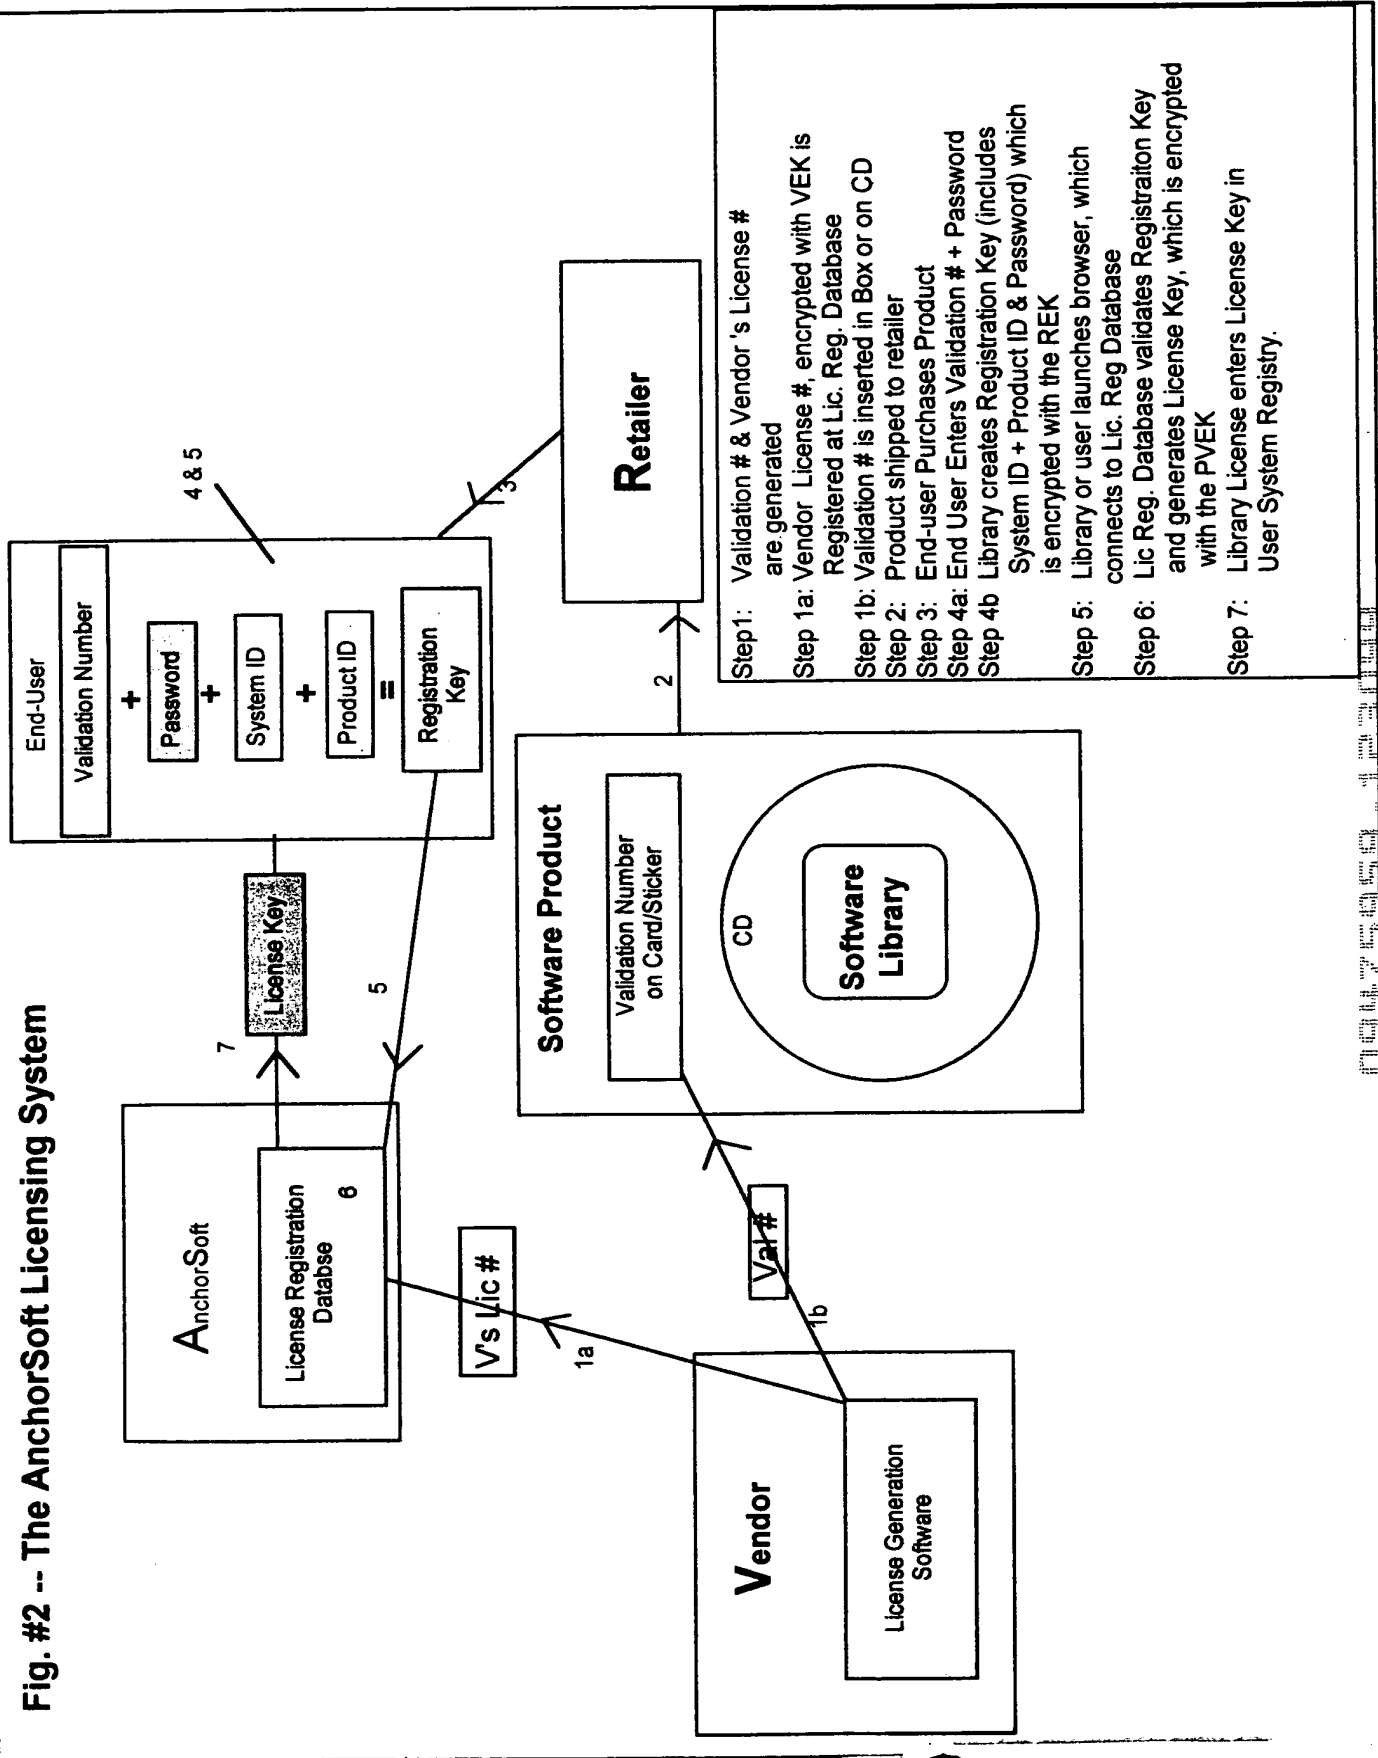 Fig. #2 -- The AnchorSoft Licensing System
AnchorSoft
License Registration
Databse
6
7
License Key
5
End-User
Validation Number
+
Password
+
System ID
+
Product ID
=
Registration
Key
4 & 5
V's Lic #
1a
Vendor
License Generation
Software
1b
Val #
Software Product
Validation Number
on Card/Sticker
CD
Software
Library
2
3
Retailer
Step1: Validation # & Vendor 's License #
are generated
Step 1a: Vendor License #, encrypted with VEK is
Registered at Lic. Reg. Database
Step 1b: Validation # is inserted in Box or on CD
Step 2: Product shipped to retailer
Step 3: End-user Purchases Product
Step 4a: End User Enters Validation # + Password
Step 4b Library creates Registration Key (includes
System ID + Product ID & Password) which
is encrypted with the REK
Step 5: Library or user launches browser, which
connects to Lic. Reg Database
Step 6: Lic Reg. Database validates Registraiton Key
and generates License Key, which is encrypted
with the PVEK
Step 7: Library License enters License Key in
User System Registry.